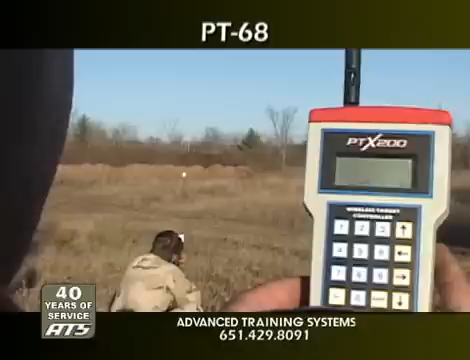 PT-68
PTX200
WIRELESS TARGET
CONTROLLER
1 2 3
4 5 6
7 8 9
40
YEARS OF
SERVICE
ATS
ADVANCED TRAINING SYSTEMS
651.429.8091